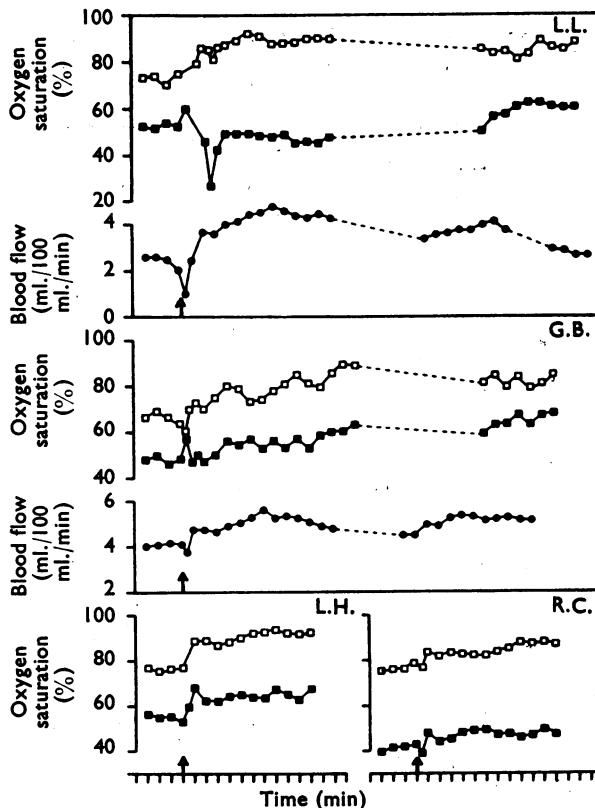 L.L.
100
80
60
40
20
Oxygen
saturation
(%)
4
2
0
Blood flow
(ml./100
ml./min)
G.B.
100
80
60
40
Oxygen
saturation
(%)
6
4
2
Blood flow
(ml./100
ml./min)
L.H.
R.C.
100
80
60
40
Oxygen
saturation
(%)
Time (min)